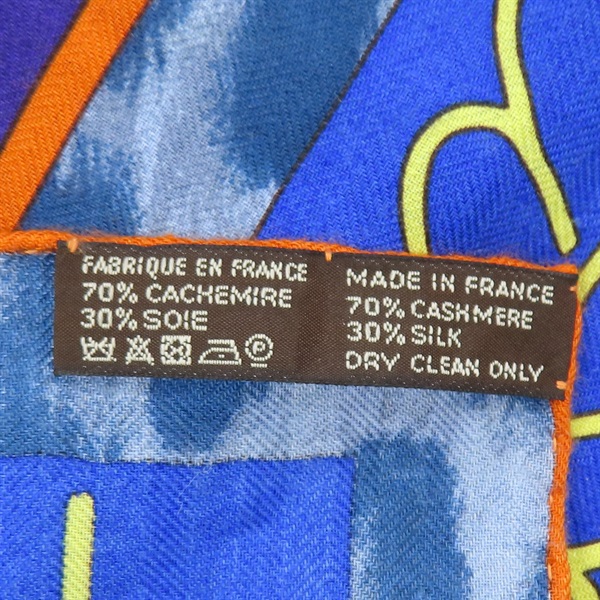 FABRIQUE EN FRANCE
70% CACHEMIRE
30% SOIE
MADE IN FRANCE
70% CASHMERE
30% SILK
DRY CLEAN ONLY